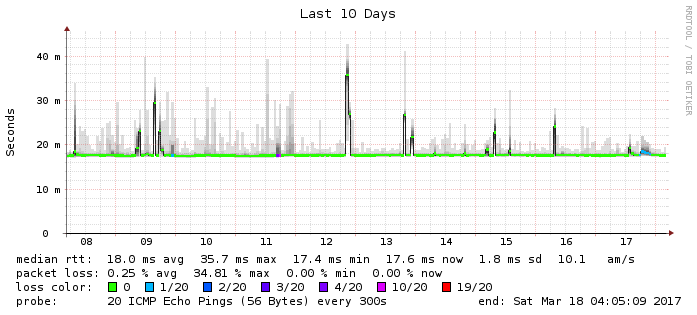 Last 10 Days
RRDTOOL / TOBI OETIKER
Seconds
40 m
30 m
20 m
10 m
0
08 09 10 11 12 13 14 15 16 17
median rtt: 18.0 ms avg 35.7 ms max 17.4 ms min 17.6 ms now 1.8 ms sd 10.1 am/s
packet loss: 0.25 % avg 34.81 % max 0.00 % min 0.00 % now
loss color: 0 1/20 2/20 3/20 4/20 10/20 19/20
probe: 20 ICMP Echo Pings (56 Bytes) every 300s end: Sat Mar 18 04:05:09 2017